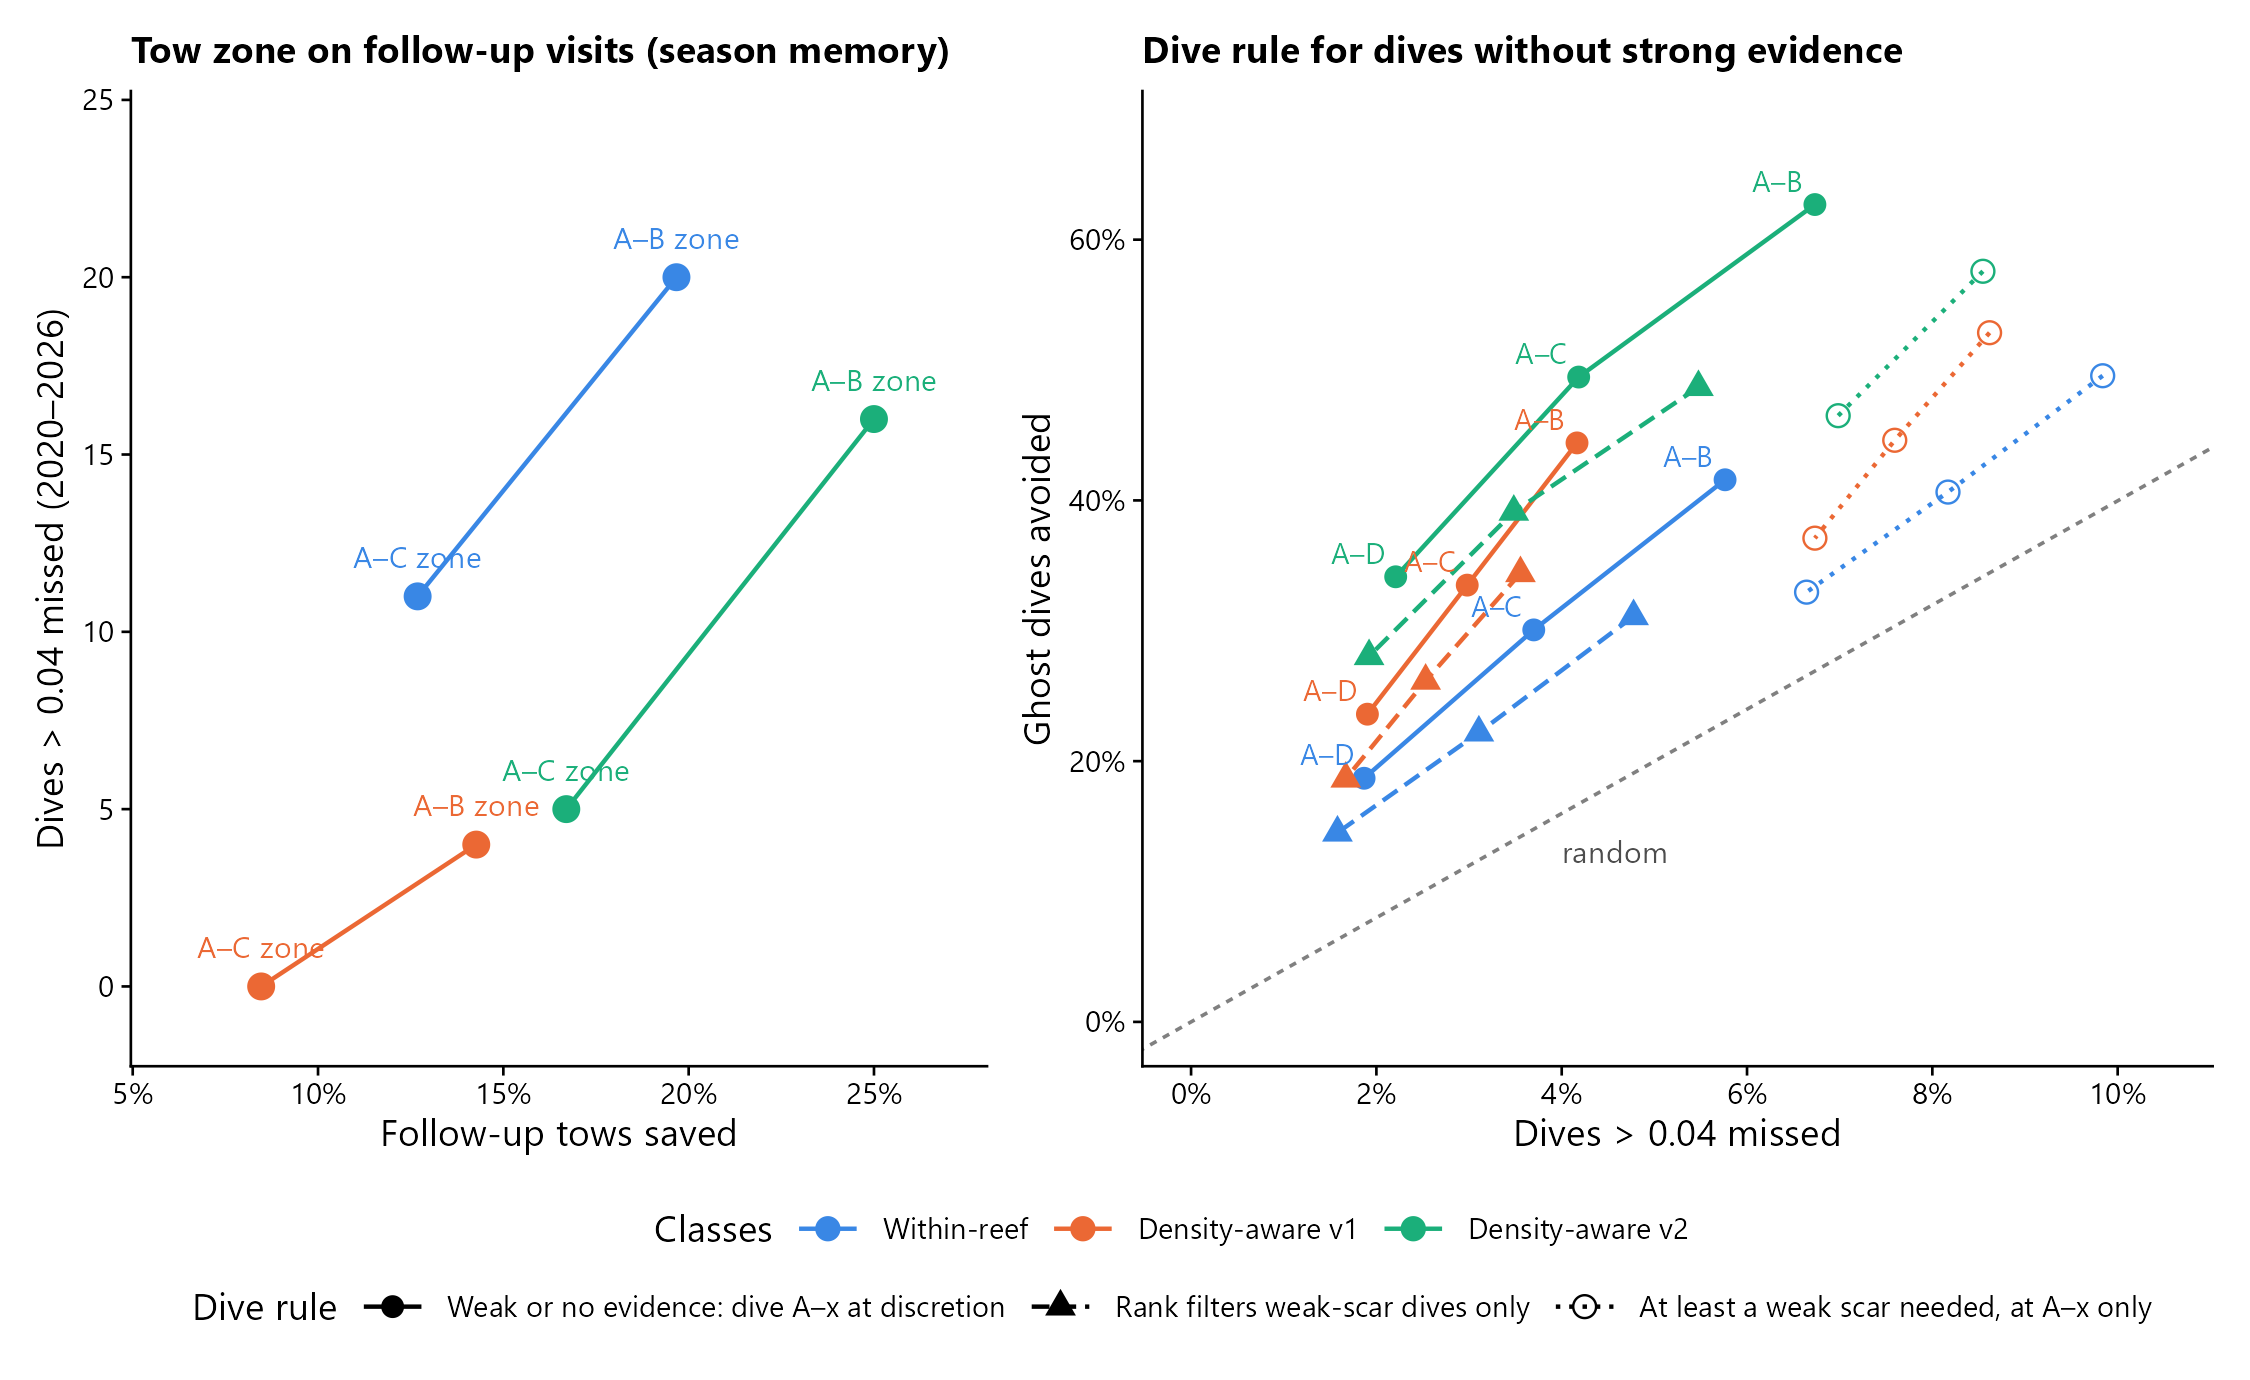 Tow zone on follow-up visits (season memory)
25
20
15
10
5
0
Dives > 0.04 missed (2020–2026)
A–B zone
A–B zone
A–C zone
A–C zone
A–B zone
A–C zone
5%
10%
15%
20%
25%
Follow-up tows saved
Dive rule for dives without strong evidence
60%
40%
20%
0%
Ghost dives avoided
A–B
A–C
A–B
A–B
A–D
A–C
A–C
A–D
A–D
random
0%
2%
4%
6%
8%
10%
Dives > 0.04 missed
Classes Within-reef Density-aware v1 Density-aware v2
Dive rule Weak or no evidence: dive A–x at discretion Rank filters weak-scar dives only At least a weak scar needed, at A–x only